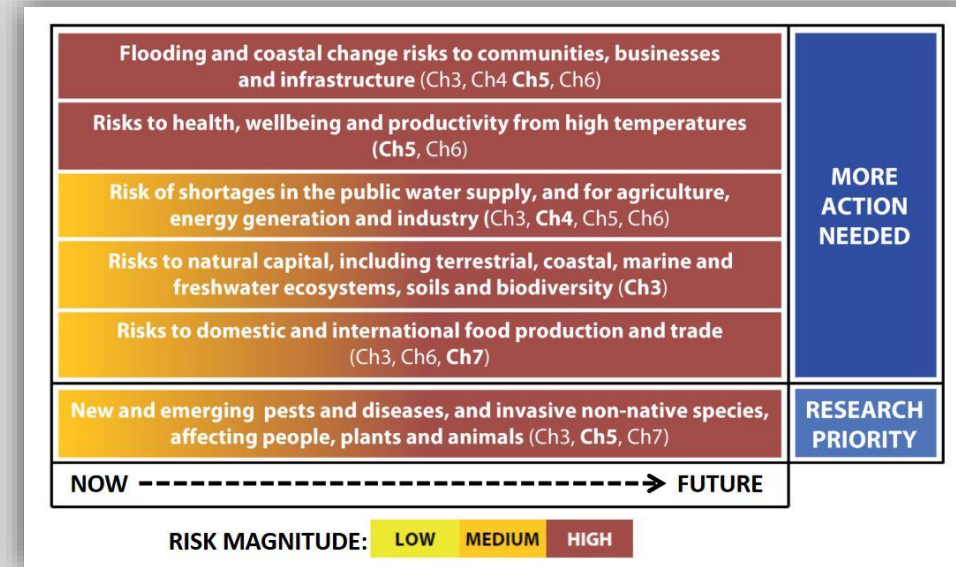 Flooding and coastal change risks to communities, businesses
and infrastructure (Ch3, Ch4 Ch5, Ch6)
Risks to health, wellbeing and productivity from high temperatures
(Ch5, Ch6)
Risk of shortages in the public water supply, and for agriculture,
energy generation and industry (Ch3, Ch4, Ch5, Ch6)
Risks to natural capital, including terrestrial, coastal, marine and
freshwater ecosystems, soils and biodiversity (Ch3)
Risks to domestic and international food production and trade
(Ch3, Ch6, Ch7)
MORE
ACTION
NEEDED
New and emerging pests and diseases, and invasive non-native species,
affecting people, plants and animals (Ch3, Ch5, Ch7)
RESEARCH
PRIORITY
NOW FUTURE
RISK MAGNITUDE: LOW MEDIUM HIGH